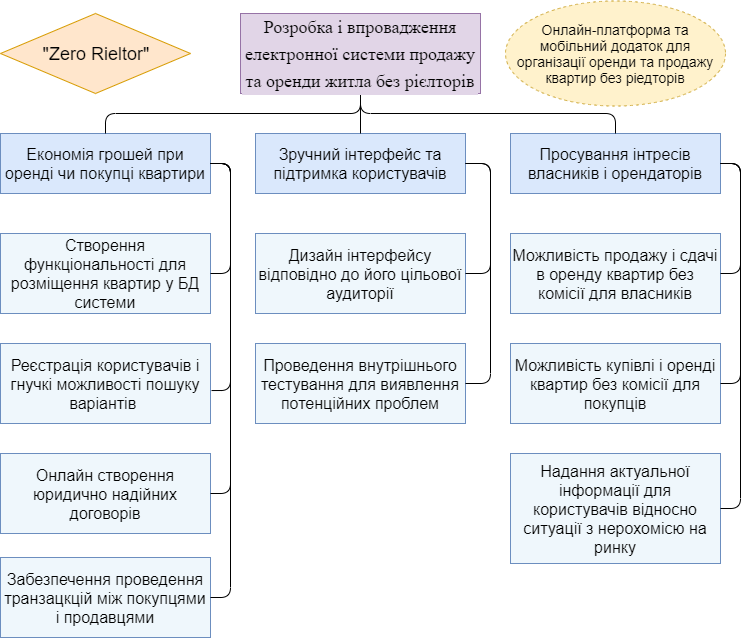 "Zero Rieltor"
Розробка і впровадження
електронної системи продажу
та оренди житла без рієлторів
Онлайн-платформа та
мобільний додаток для
організації оренди та продажу
квартир без ріедторів
Економія грошей при
оренді чи покупці квартири
Створення
функціональності для
розміщення квартир у БД
системи
Реєстрація користувачів і
гнучкі можливості пошуку
варіантів
Онлайн створення
юридично надійних
договорів
Забезпечення проведення
транзацкцій між покупцями
і продавцями
Зручний інтерфейс та
підтримка користувачів
Дизайн інтерфейсу
відповідно до його цільової
аудиторії
Проведення внутрішнього
тестування для виявлення
потенційних проблем
Просування інтресів
власників і орендаторів
Можливість продажу і сдачі
в оренду квартир без
комісії для власників
Можливість купівлі і оренді
квартир без комісії для
покупців
Надання актуальної
інформації для
користувачів відносно
ситуації з нерохомісю на
ринку